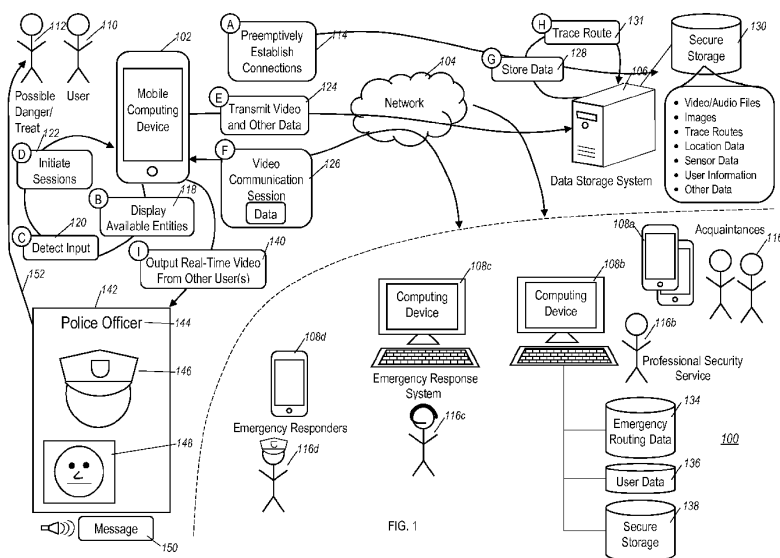 112
110
Possible
Danger/
Treat
User
102
Mobile
Computing
Device
A
Preemptively
Establish
Connections
114
H
Trace Route
131
G
Store Data
128
106
Secure
Storage
130
• Video/Audio Files
• Images
• Trace Routes
• Location Data
• Sensor Data
• User Information
• Other Data
Data Storage System
104
Network
E
Transmit Video
and Other Data
124
F
Video
Communication
Session
Data
126
122
D
Initiate
Sessions
118
B
Display
Available Entities
120
C
Detect Input
I
Output Real-Time Video
From Other User(s)
140
152
142
Police Officer
144
146
148
Message
150
108d
Emergency Responders
116d
108c
Computing
Device
Emergency Response
System
116c
108b
Computing
Device
108a
Acquaintances
116
116b
Professional Security
Service
134
Emergency
Routing Data
136
User Data
138
Secure
Storage
100
FIG. 1